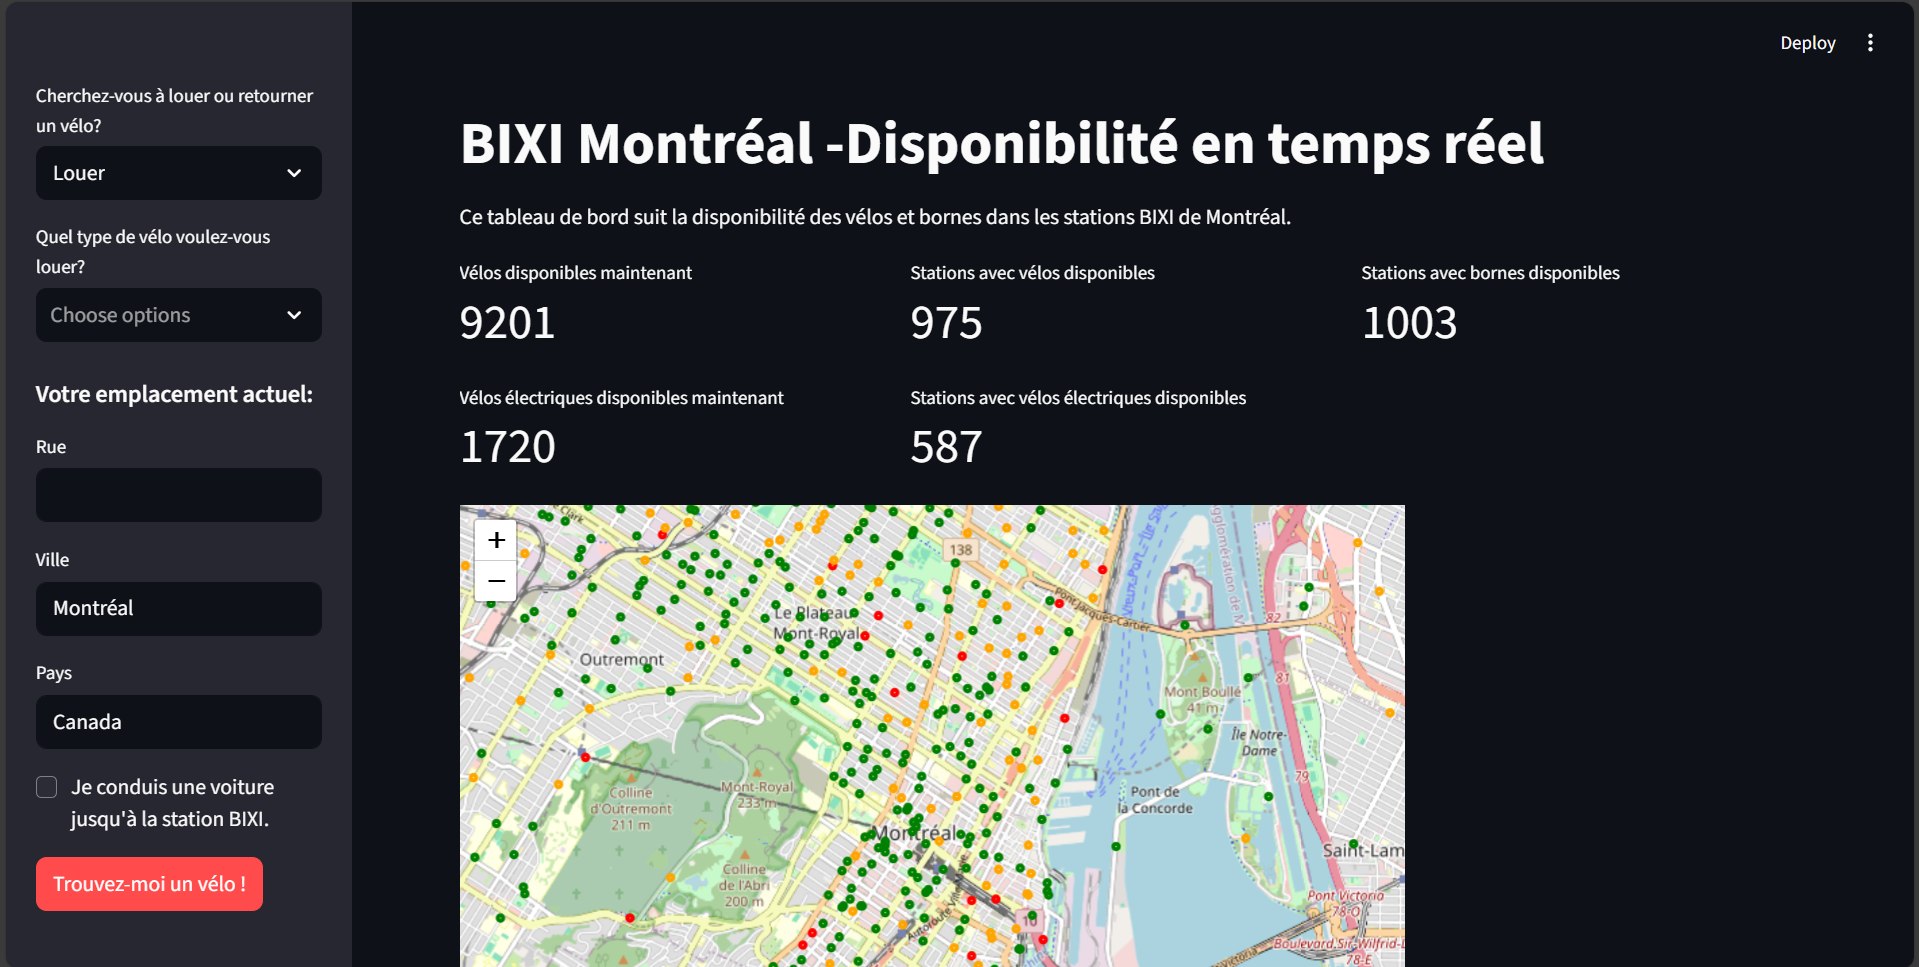 Deploy
Cherchez-vous à louer ou retourner
un vélo?
Louer
Quel type de vélo voulez-vous
louer?
Choose options
Votre emplacement actuel:
Rue
Ville
Montréal
Pays
Canada
Je conduis une voiture
jusqu'à la station BIXI.
Trouvez-moi un vélo !
BIXI Montréal -Disponibilité en temps réel
Ce tableau de bord suit la disponibilité des vélos et bornes dans les stations BIXI de Montréal.
Vélos disponibles maintenant
9201
Stations avec vélos disponibles
975
Stations avec bornes disponibles
1003
Vélos électriques disponibles maintenant
1720
Stations avec vélos électriques disponibles
587
+
−
138
Le Plateau
Mont-Royal
Outremont
Pont Jacques-Cartier
82
81
Mont Boullé
41 m
Île Notre-
Dame
79
Pont de
la Concorde
Mont-Royal
233 m
Colline
d'Outremont
211 m
Montréal
Colline
de l'Abri
200 m
Saint-Lam
Pont Victoria
78-O
10
Autoroute Ville
Boulevard Sir-Wilfrid-L
78-E